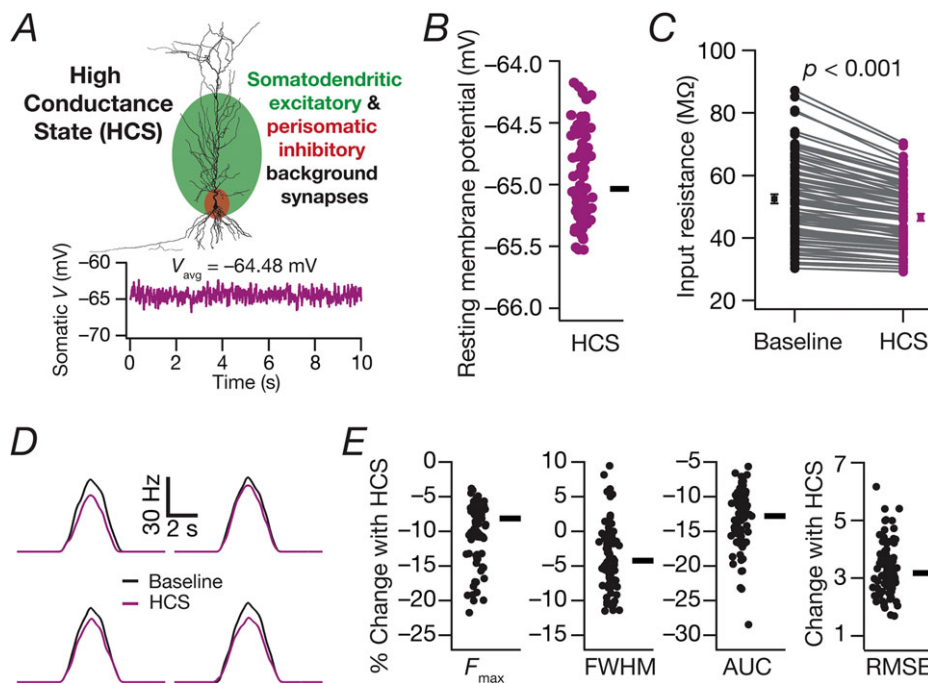 A
High
Conductance
State (HCS)
Somatodendritic
excitatory &
perisomatic
inhibitory
background
synapses
Somatic V (mV)
−60
−65
−70
Vavg = −64.48 mV
0 2 4 6 8 10
Time (s)
B
Resting membrane potential (mV)
−64.0
−64.5
−65.0
−65.5
−66.0
HCS
C
Input resistance (MΩ)
100
80
60
40
20
p < 0.001
Baseline HCS
D
30 Hz
2 s
Baseline
HCS
E
% Change with HCS
0
−5
−10
−15
−20
−25
Fmax
10
5
0
−5
−10
−15
FWHM
−5
−10
−15
−20
−25
−30
AUC
Change with HCS
7
5
3
1
RMSE